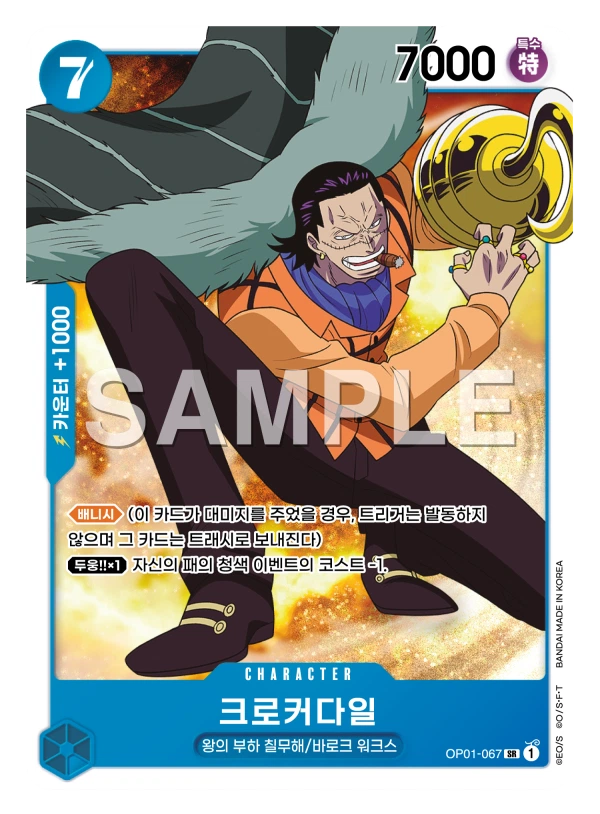 7
7000
특수
特
⚡카운터 +1000
SAMPLE
배니시 (이 카드가 대미지를 주었을 경우, 트리거는 발동하지
않으며 그 카드는 트래시로 보내진다)
두웅!!×1 자신의 패의 청색 이벤트의 코스트 -1.
CHARACTER
크로커다일
왕의 부하 칠무해/바로크 워크스
OP01-067 SR 1
©EO/S ©O/S·F·T BANDAI MADE IN KOREA